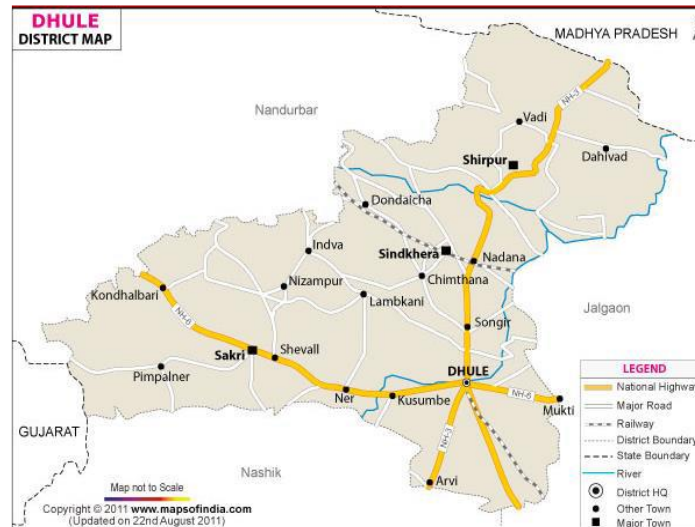 DHULE
DISTRICT MAP
MADHYA PRADESH
Nandurbar
NH-3
Vadi
Shirpur
Dahivad
Dondaicha
Indva
Sindkhera
Nadana
Kondhalbari
Nizampur
Chimthana
Lambkani
Jalgaon
NH-6
Songir
Sakri
Shevall
DHULE
Pimpalner
Ner
Kusumbe
NH-6
Mukti
GUJARAT
NH-3
Nashik
Arvi
LEGEND
National Highway
Major Road
Railway
District Boundary
State Boundary
River
District HQ
Other Town
Major Town
Map not to Scale
Copyright © 2011 www.mapsofindia.com
(Updated on 22nd August 2011)